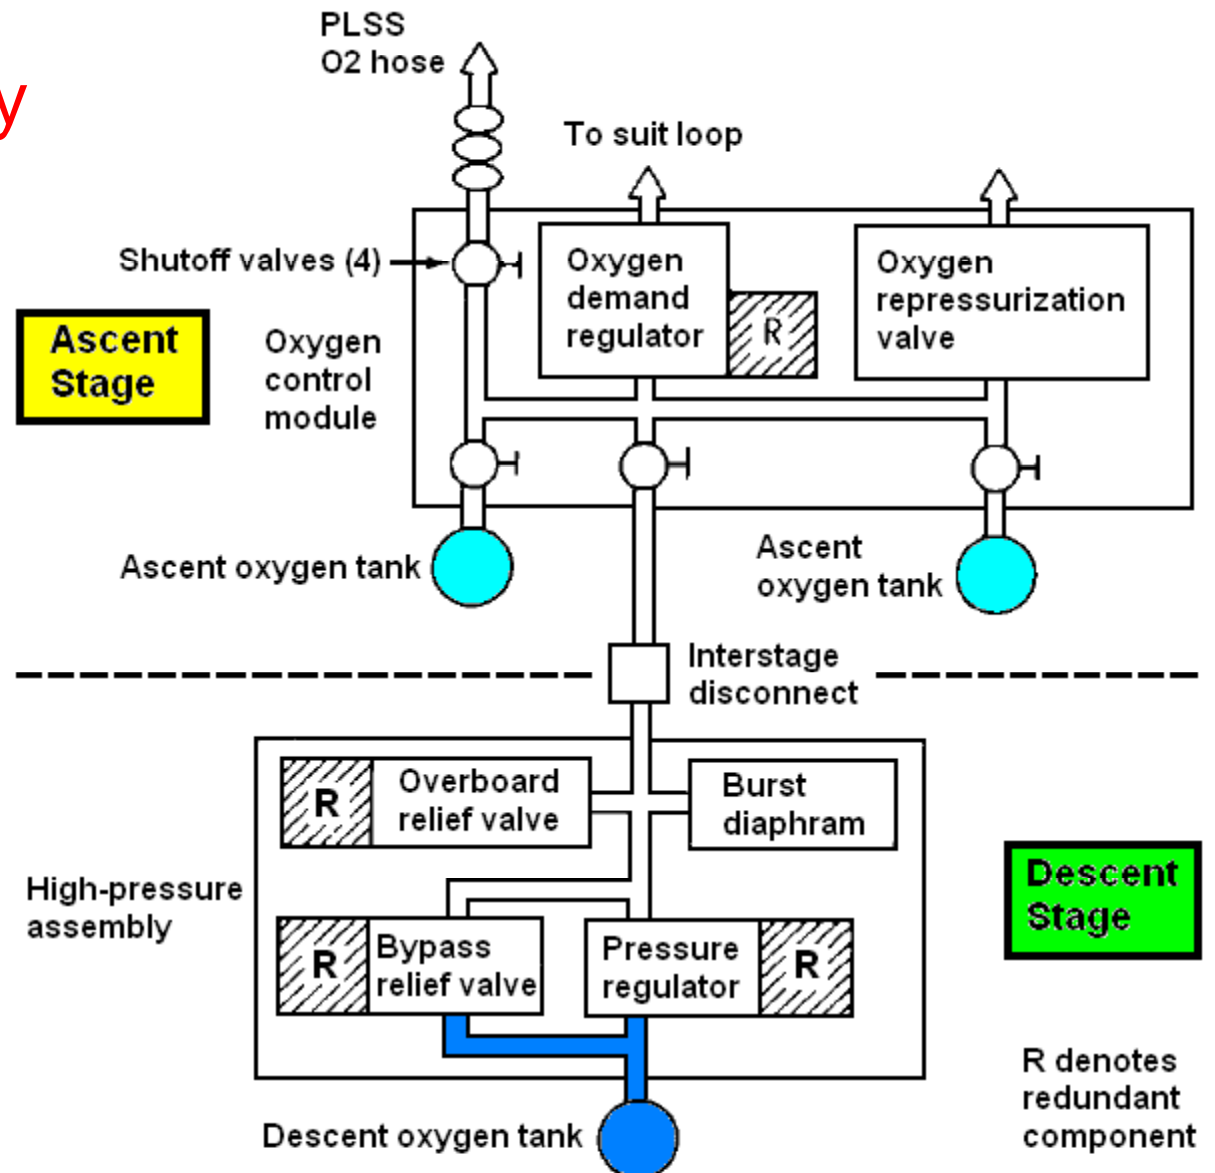 PLSS
O2 hose
y
To suit loop
Shutoff valves (4)
Oxygen
demand
regulator
R
Oxygen
repressurization
valve
Ascent
Stage
Oxygen
control
module
Ascent oxygen tank
Ascent
oxygen tank
Interstage
disconnect
R
Overboard
relief valve
Burst
diaphram
High-pressure
assembly
Descent
Stage
R
Bypass
relief valve
Pressure
regulator
R
Descent oxygen tank
R denotes
redundant
component